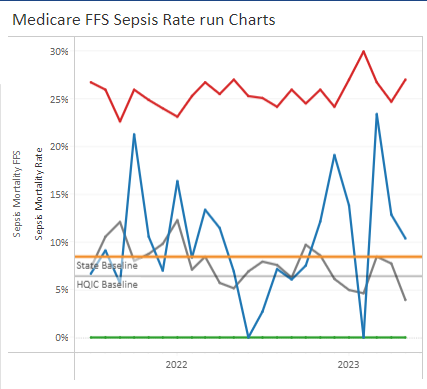 Medicare FFS Sepsis Rate run Charts
30%
25%
20%
15%
10%
5%
0%
Sepsis Mortality FFS
Sepsis Mortality Rate
State Baseline
HQIC Baseline
2022
2023